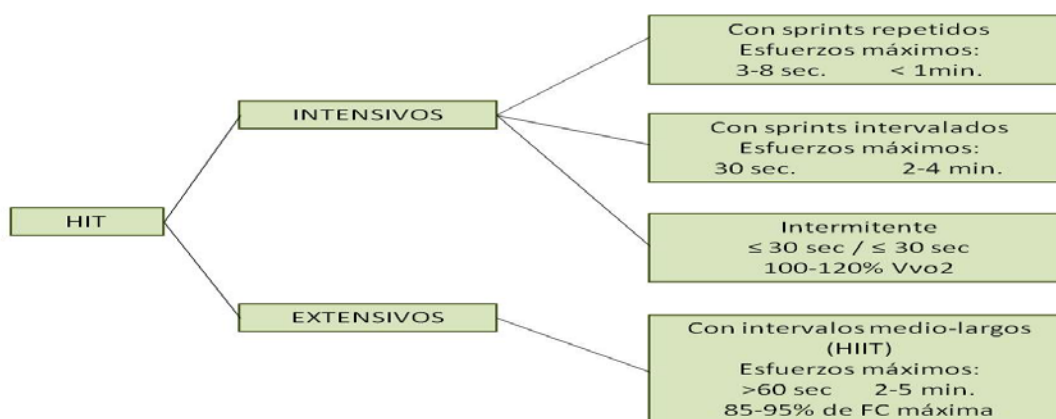 Con sprints repetidos
Esfuerzos máximos:
3-8 sec. < 1min.
INTENSIVOS
Con sprints intervalados
Esfuerzos máximos:
30 sec. 2-4 min.
HIT
Intermitente
≤ 30 sec / ≤ 30 sec
100-120% Vvo2
EXTENSIVOS
Con intervalos medio-largos
(HIIT)
Esfuerzos máximos:
>60 sec 2-5 min.
85-95% de FC máxima